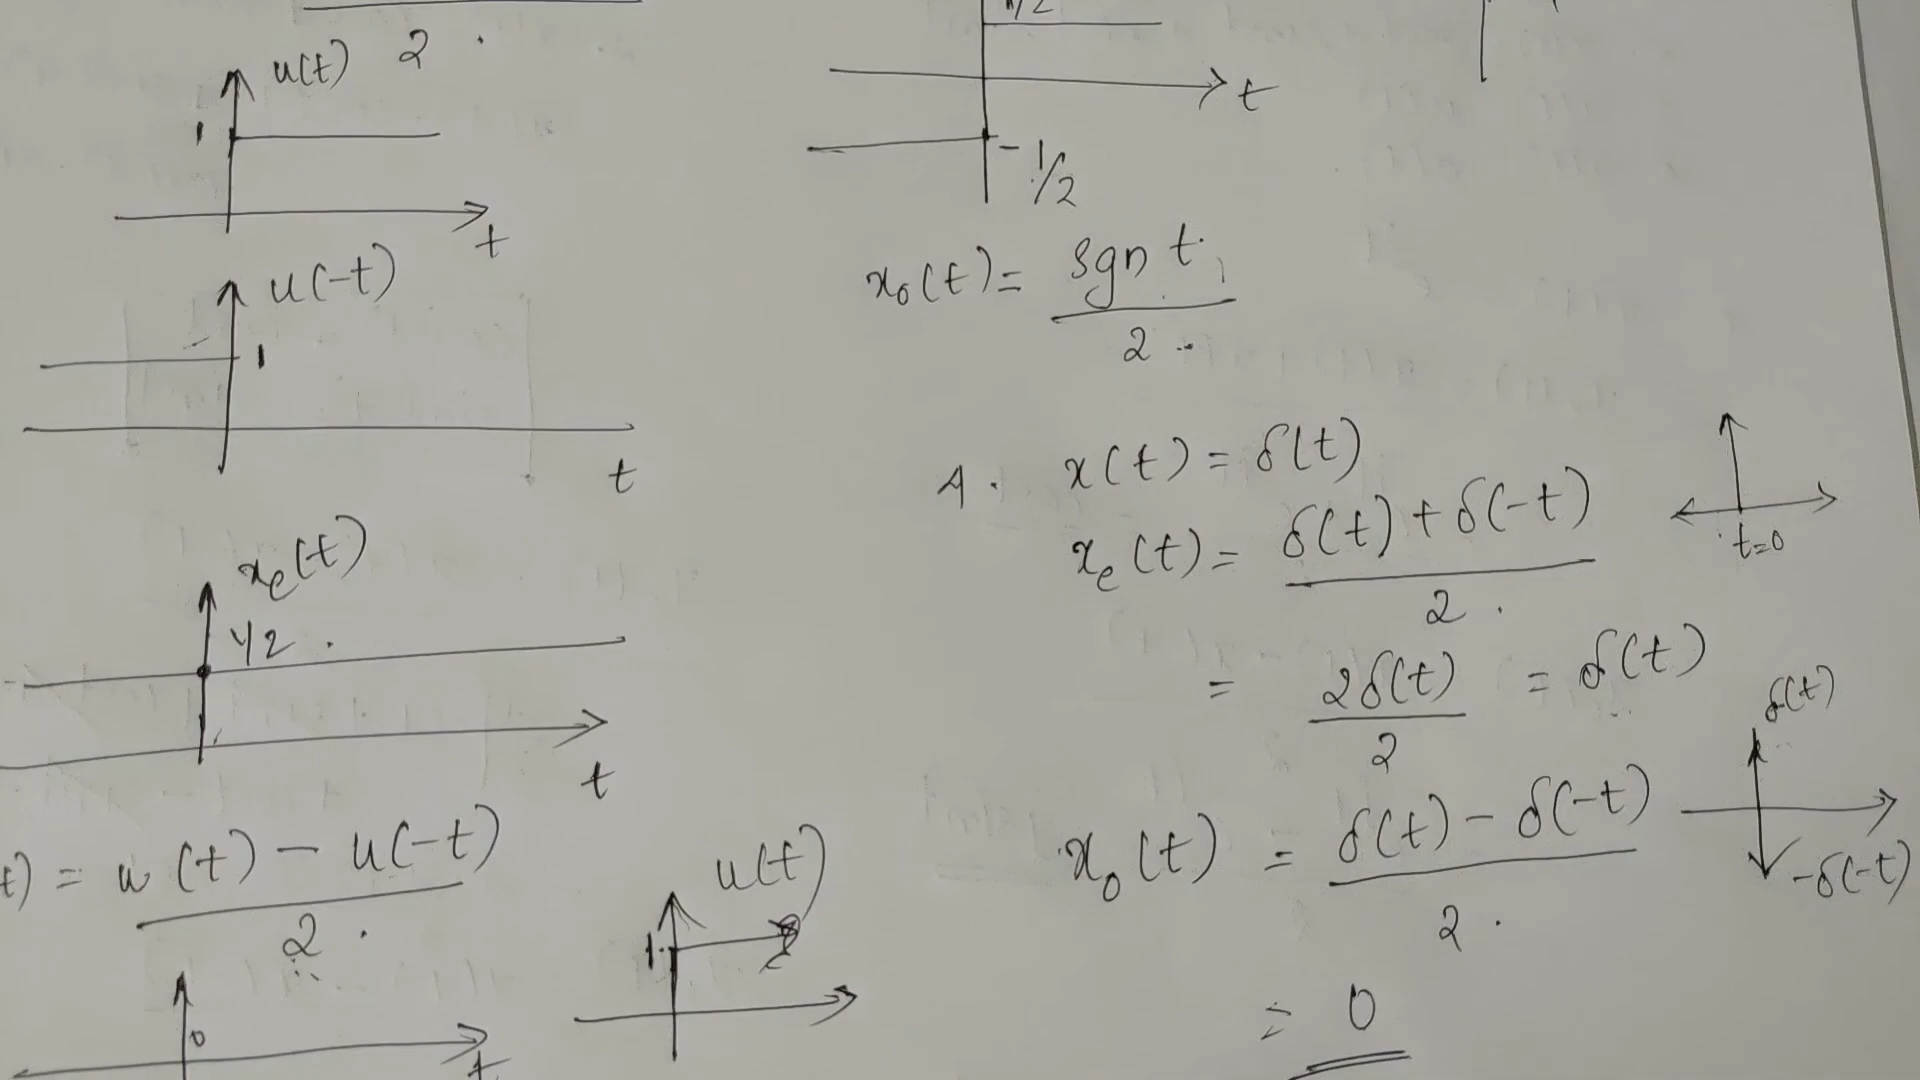 2 .
u(t)
1
t
u(-t)
1
t
xe(t)
1/2 .
t
t) = u(t) - u(-t)
2 .
0
t
u(t)
1
1/2
t
- 1/2
xo(t) = sgn t
2
4. x(t) = δ(t)
t=0
xe(t) = δ(t) + δ(-t)
2 .
= 2δ(t) = δ(t)
2
δ(t)
xo(t) = δ(t) - δ(-t)
2 .
-δ(-t)
= 0